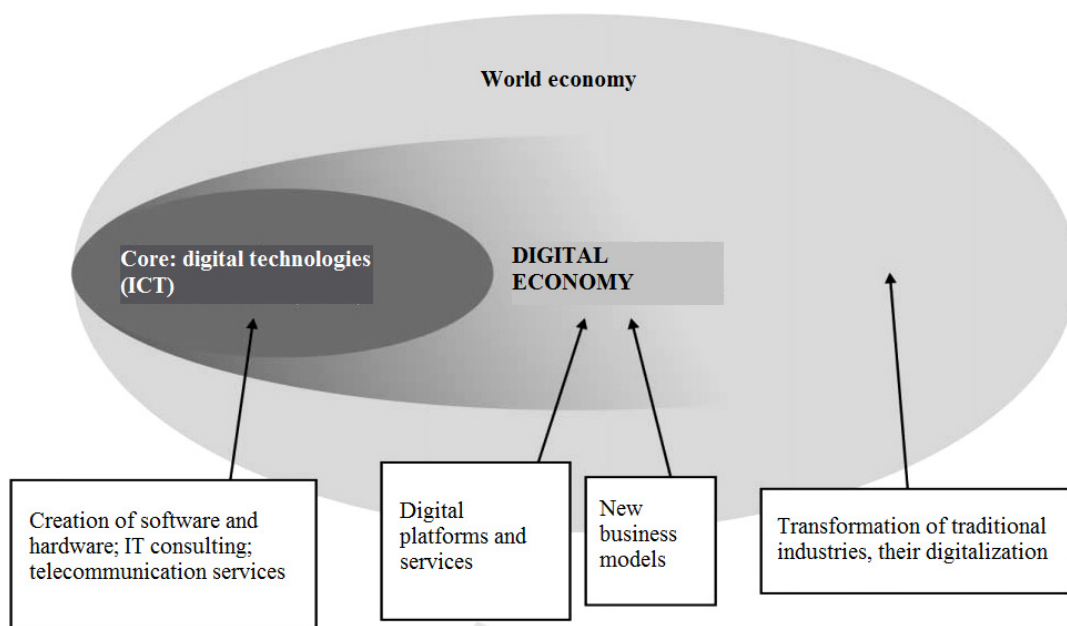 World economy
Core: digital technologies
(ICT)
DIGITAL
ECONOMY
Creation of software and
hardware; IT consulting;
telecommunication services
Digital
platforms and
services
New
business
models
Transformation of traditional
industries, their digitalization